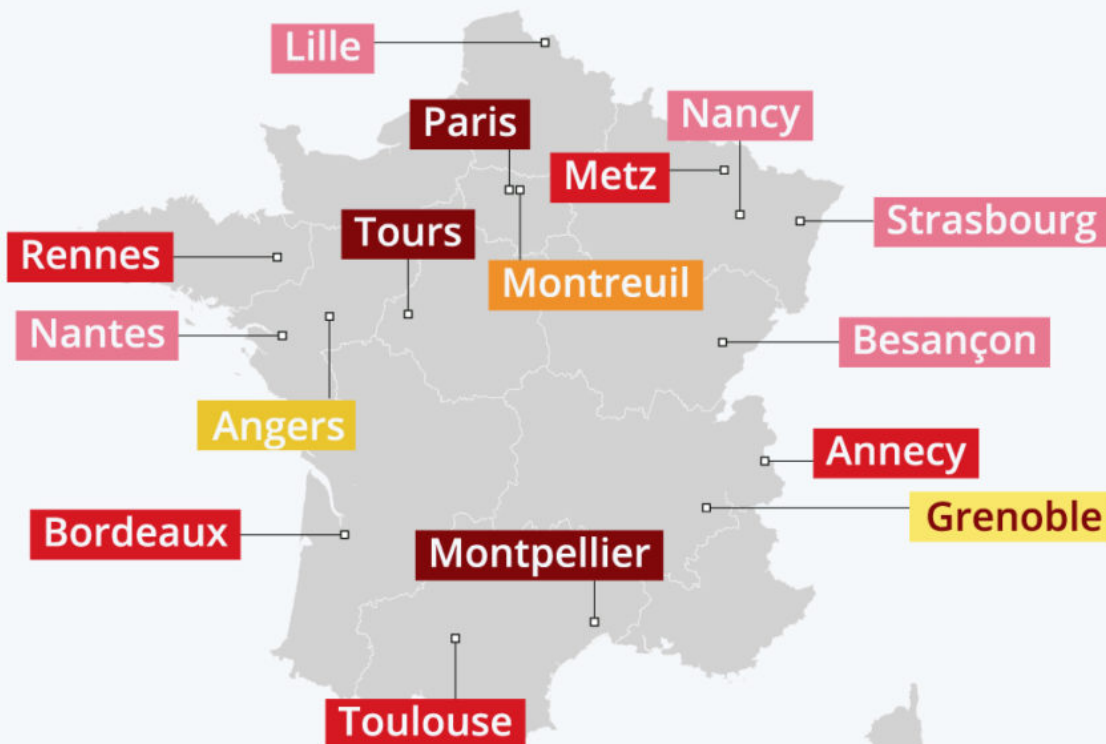 Lille
Paris
Nancy
Metz
Strasbourg
Tours
Rennes
Montreuil
Nantes
Besançon
Angers
Annecy
Grenoble
Bordeaux
Montpellier
Toulouse